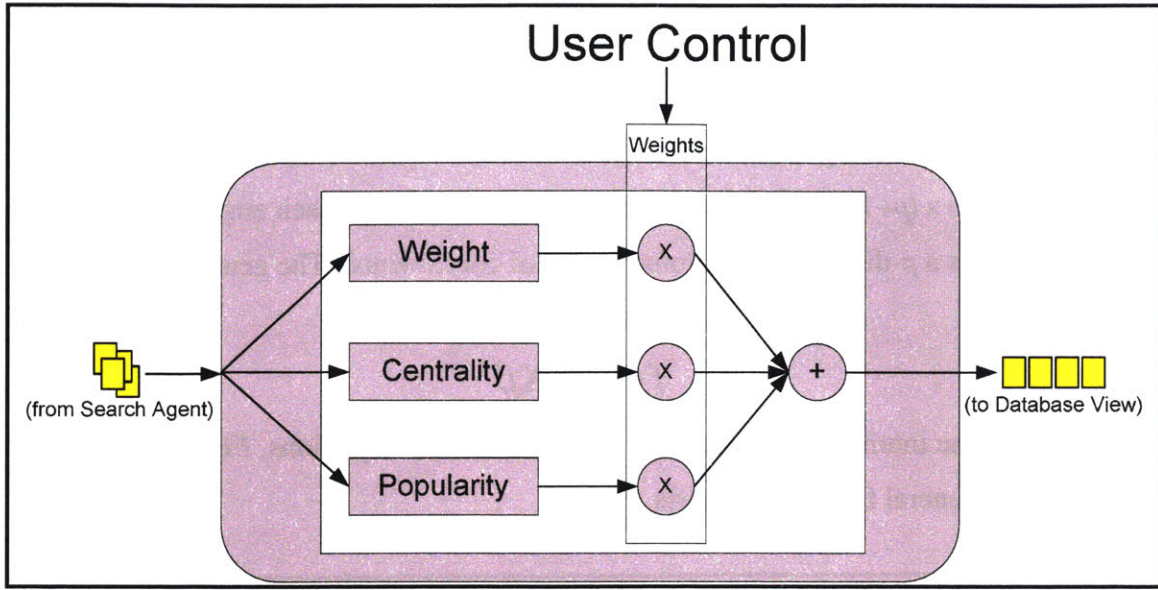 User Control
Weights
Weight
X
Centrality
X
+
Popularity
X
(from Search Agent)
(to Database View)